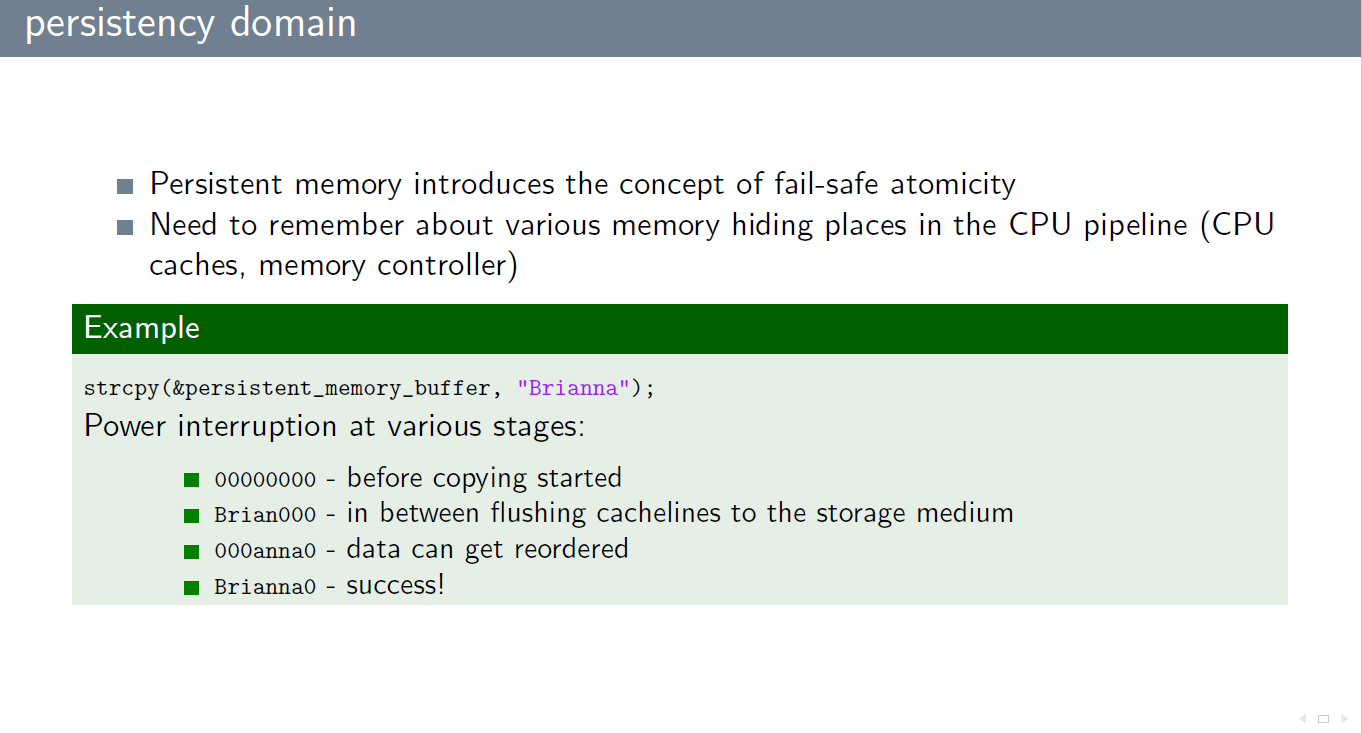 persistency domain
Persistent memory introduces the concept of fail-safe atomicity
Need to remember about various memory hiding places in the CPU pipeline (CPU
caches, memory controller)
Example
strcpy(&persistent_memory_buffer, "Brianna");
Power interruption at various stages:
00000000 - before copying started
Brian000 - in between flushing cachelines to the storage medium
000anna0 - data can get reordered
Brianna0 - success!